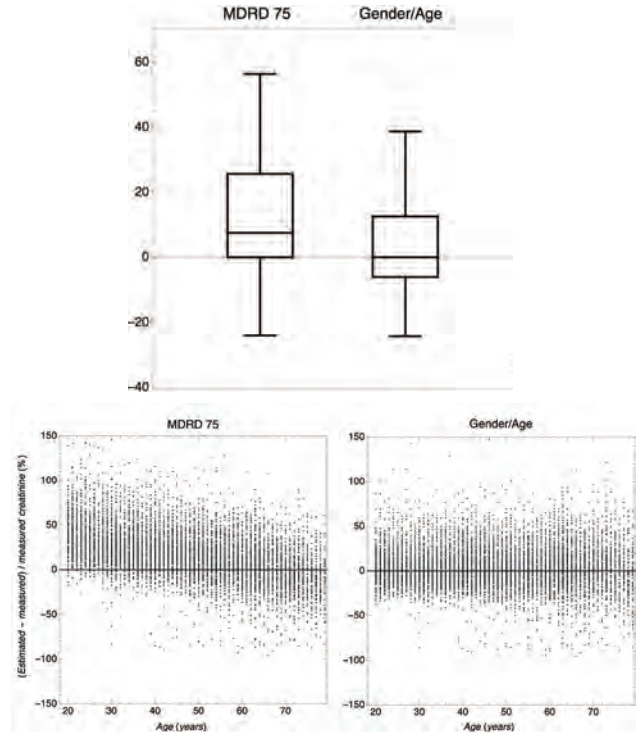 MDRD 75 Gender/Age
60
40
20
0
−20
−40
MDRD 75
Gender/Age
(Estimated − measured) / measured creatinine (%)
150
100
50
0
−50
−100
−150
20 30 40 50 60 70
Age (years)
150
100
50
0
−50
−100
−150
20 30 40 50 60 70
Age (years)